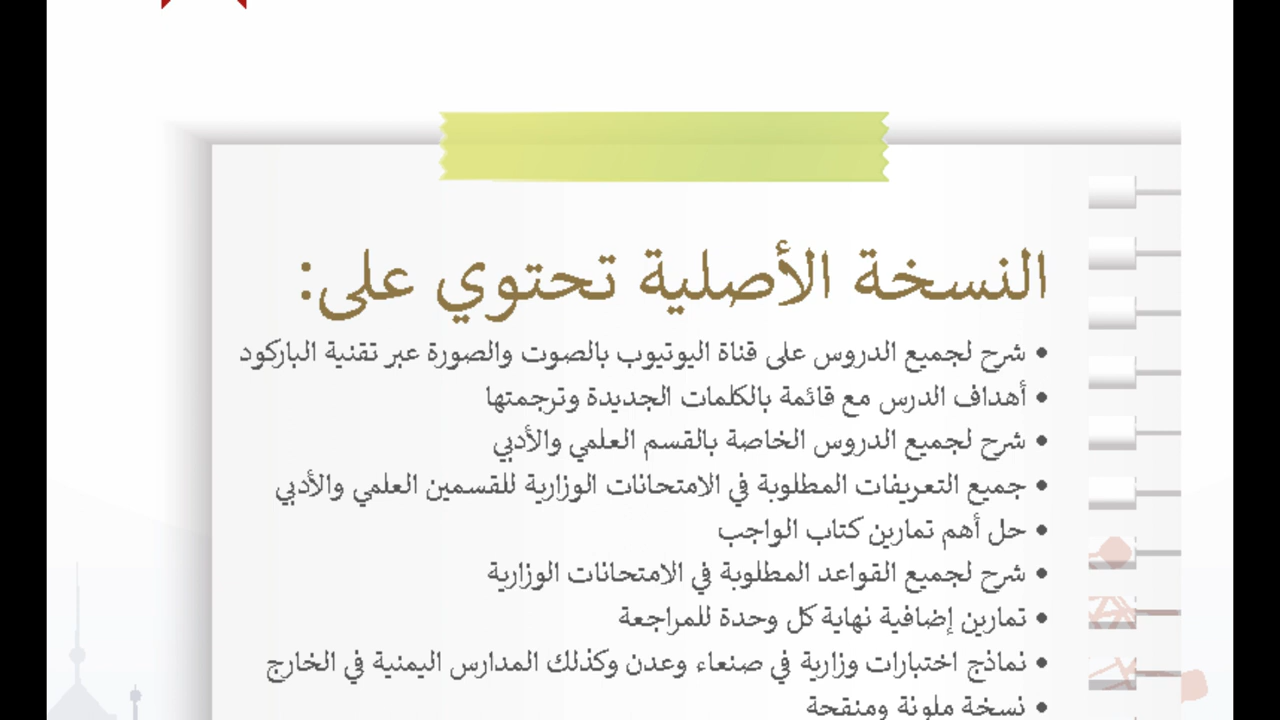 النسخة الأصلية تحتوي على:
• شرح لجميع الدروس على قناة اليوتيوب بالصوت والصورة عبر تقنية الباركود
• أهداف الدرس مع قائمة بالكلمات الجديدة وترجمتها
• شرح لجميع الدروس الخاصة بالقسم العلمي والأدبي
• جميع التعريفات المطلوبة في الامتحانات الوزارية للقسمين العلمي والأدبي
• حل أهم تمارين كتاب الواجب
• شرح لجميع القواعد المطلوبة في الامتحانات الوزارية
• تمارين إضافية نهاية كل وحدة للمراجعة
• نماذج اختبارات وزارية في صنعاء وعدن وكذلك المدارس اليمنية في الخارج
• نسخة ملونة ومنقحة